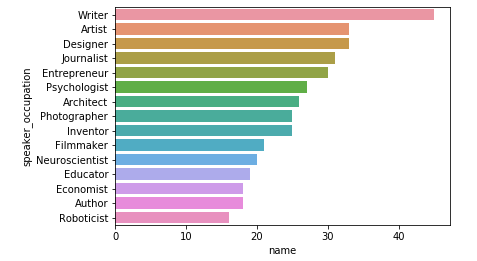 Writer
Artist
Designer
Journalist
Entrepreneur
Psychologist
Architect
Photographer
Inventor
Filmmaker
Neuroscientist
Educator
Economist
Author
Roboticist
speaker_occupation
0 10 20 30 40
name